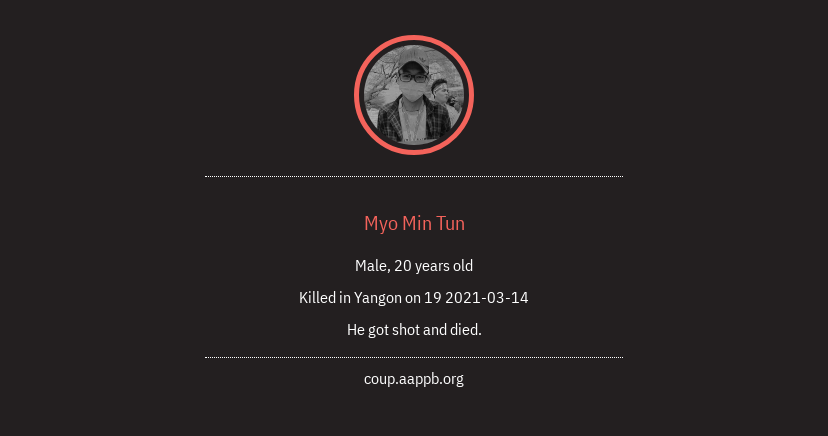 Myo Min Tun
Male, 20 years old
Killed in Yangon on 19 2021-03-14
He got shot and died.
coup.aappb.org